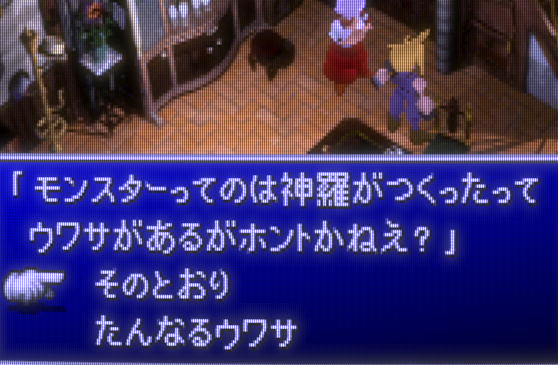 「モンスターってのは神羅がつくったって
ウワサがあるがホントかねえ？」
そのとおり
たんなるウワサ